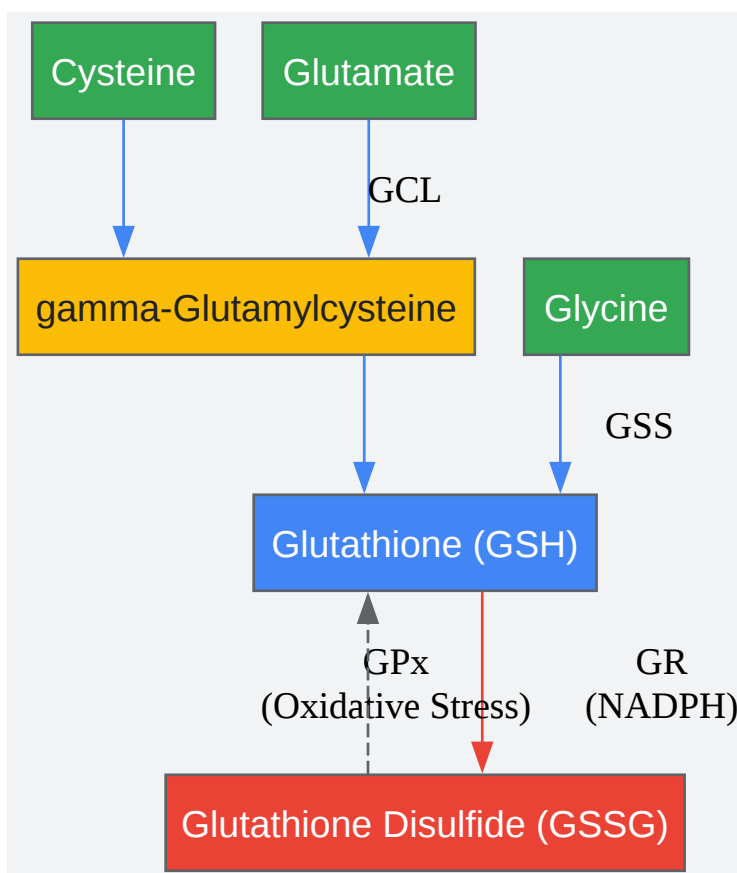 Cysteine
Glutamate
GCL
gamma-Glutamylcysteine
Glycine
GSS
Glutathione (GSH)
GPx
(Oxidative Stress)
GR
(NADPH)
Glutathione Disulfide (GSSG)